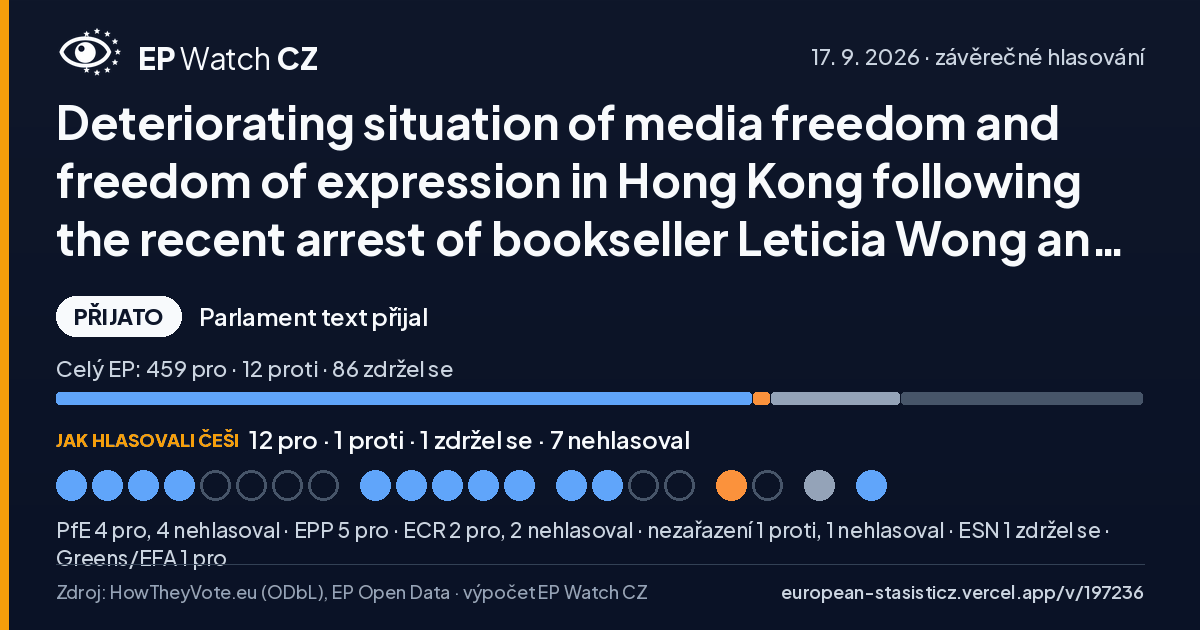 EP Watch CZ
17. 9. 2026 · závěrečné hlasování
Deteriorating situation of media freedom and
freedom of expression in Hong Kong following
the recent arrest of bookseller Leticia Wong an…
PŘIJATO
Parlament text přijal
Celý EP: 459 pro · 12 proti · 86 zdržel se
JAK HLASOVALI ČEŠI 12 pro · 1 proti · 1 zdržel se · 7 nehlasoval
PfE 4 pro, 4 nehlasoval · EPP 5 pro · ECR 2 pro, 2 nehlasoval · nezařazení 1 proti, 1 nehlasoval · ESN 1 zdržel se ·
Greens/EFA 1 pro
Zdroj: HowTheyVote.eu (ODbL), EP Open Data · výpočet EP Watch CZ
european-stasisticz.vercel.app/v/197236